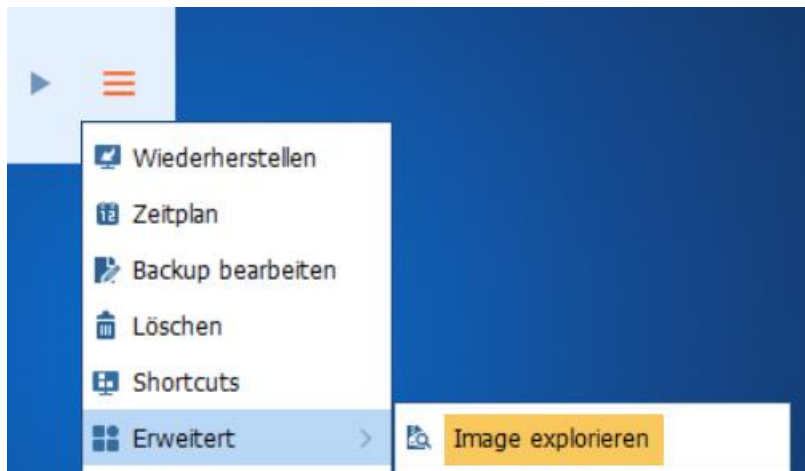 Wiederherstellen
Zeitplan
Backup bearbeiten
Löschen
Shortcuts
Erweitert
Image explorieren